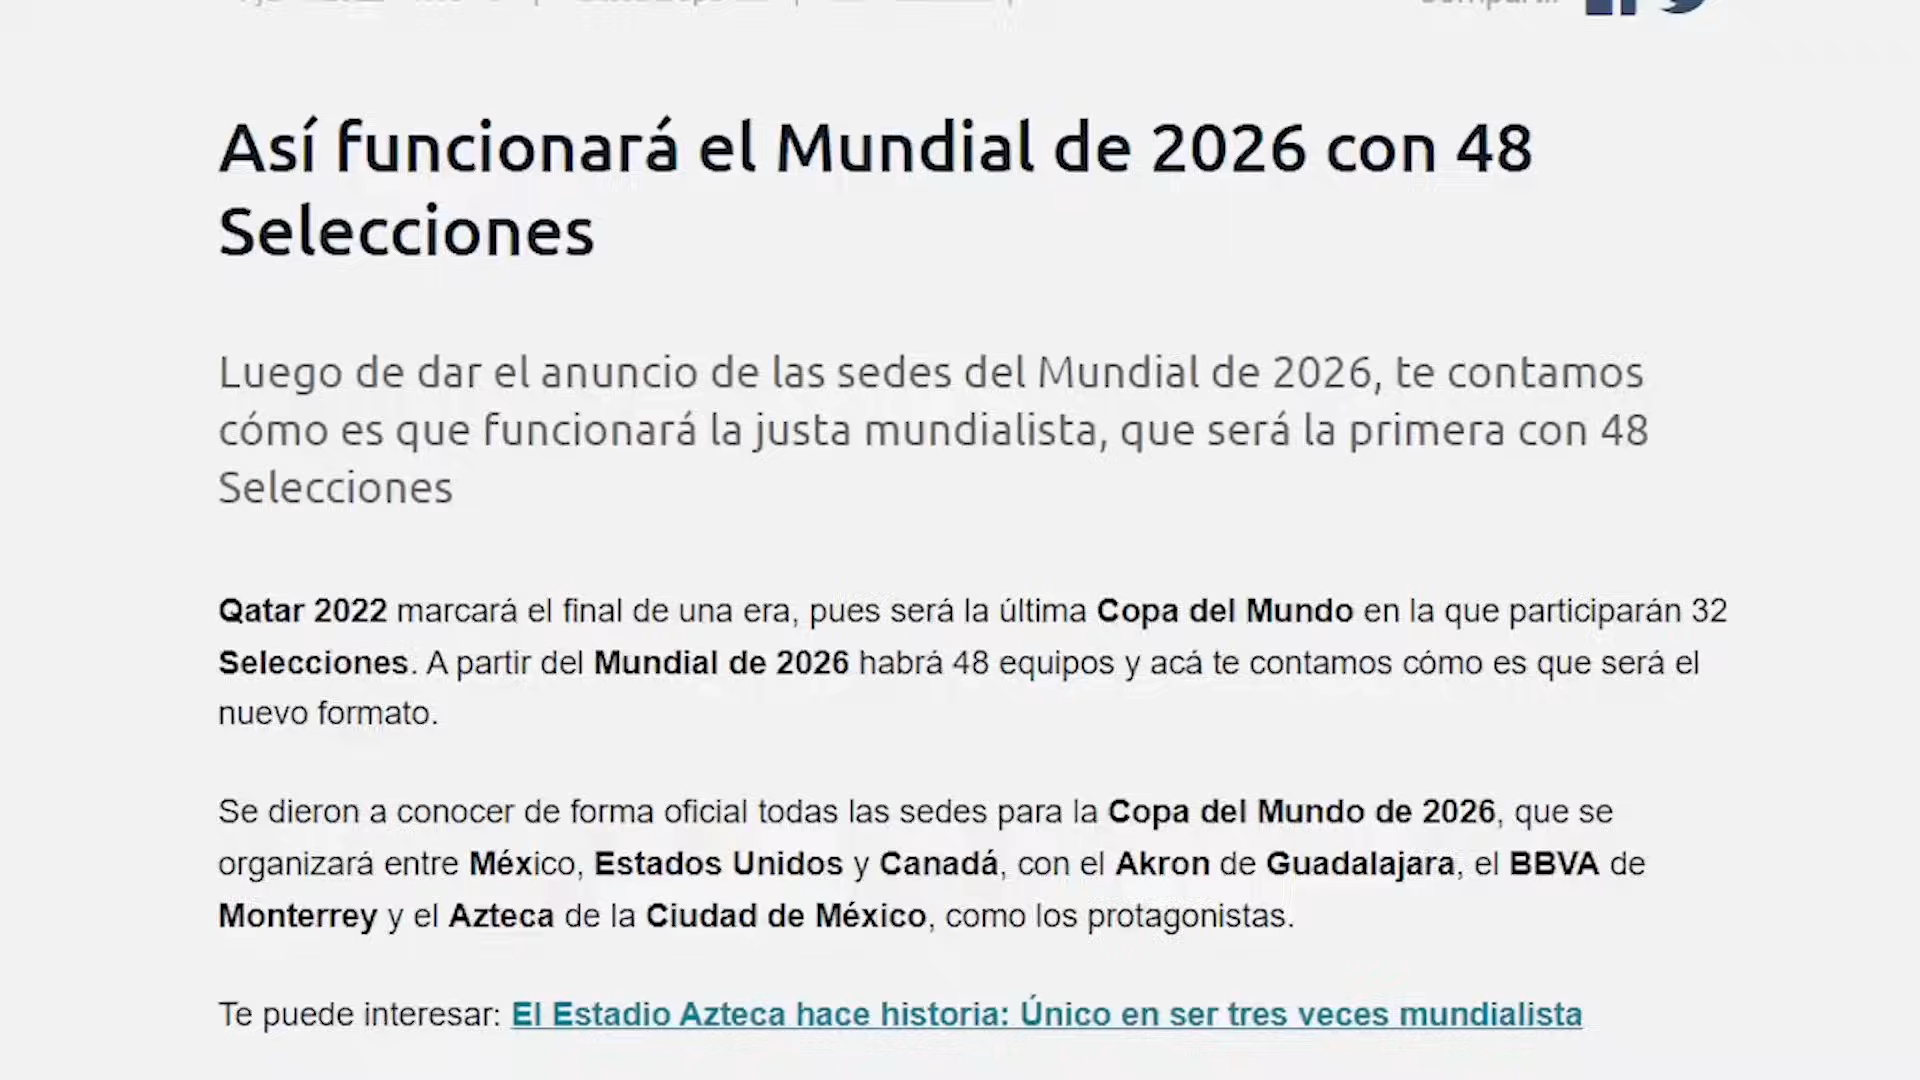 Así funcionará el Mundial de 2026 con 48
Selecciones
Luego de dar el anuncio de las sedes del Mundial de 2026, te contamos
cómo es que funcionará la justa mundialista, que será la primera con 48
Selecciones
Qatar 2022 marcará el final de una era, pues será la última Copa del Mundo en la que participarán 32
Selecciones. A partir del Mundial de 2026 habrá 48 equipos y acá te contamos cómo es que será el
nuevo formato.
Se dieron a conocer de forma oficial todas las sedes para la Copa del Mundo de 2026, que se
organizará entre México, Estados Unidos y Canadá, con el Akron de Guadalajara, el BBVA de
Monterrey y el Azteca de la Ciudad de México, como los protagonistas.
Te puede interesar: El Estadio Azteca hace historia: Único en ser tres veces mundialista